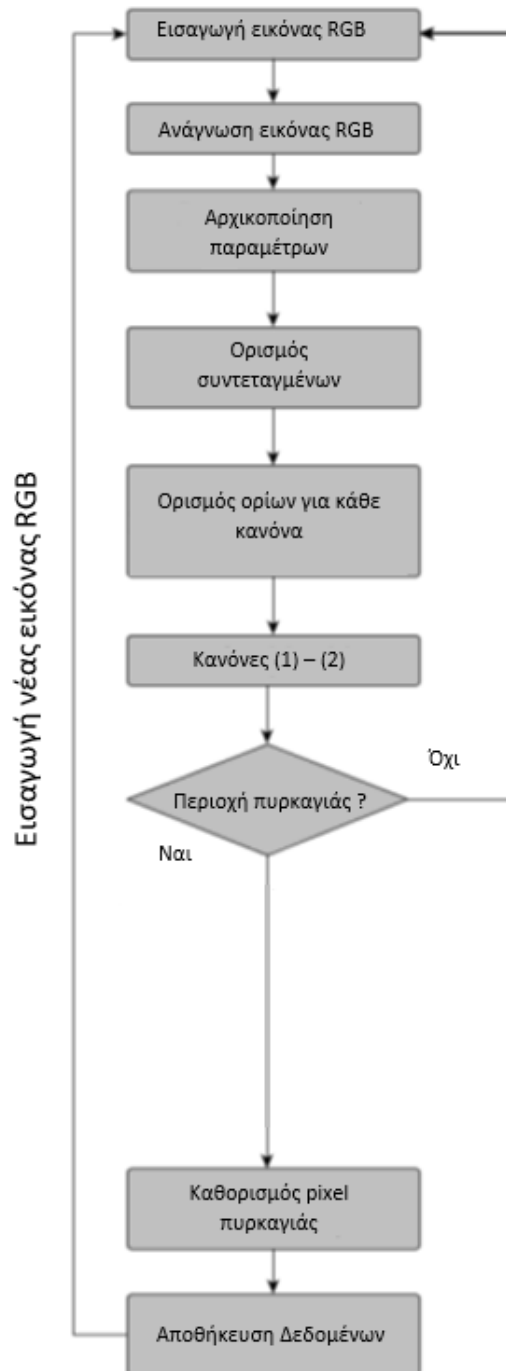 Εισαγωγή εικόνας RGB
Ανάγνωση εικόνας RGB
Αρχικοποίηση
παραμέτρων
Ορισμός
συντεταγμένων
Ορισμός ορίων για κάθε
κανόνα
Κανόνες (1) – (2)
Περιοχή πυρκαγιάς ?
Όχι
Ναι
Καθορισμός pixel
πυρκαγιάς
Αποθήκευση Δεδομένων
Εισαγωγή νέας εικόνας RGB